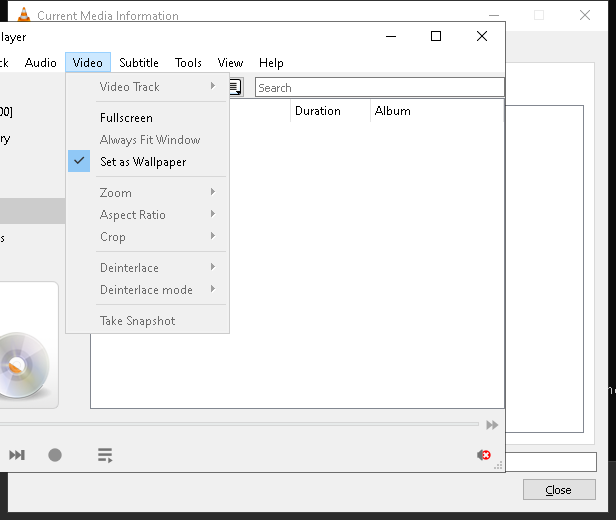 Current Media Information
layer
ck Audio Video Subtitle Tools View Help
Video Track
Search
00]
Duration Album
Fullscreen
ry
Always Fit Window
Set as Wallpaper
Zoom
Aspect Ratio
s
Crop
Deinterlace
Deinterlace mode
Take Snapshot
Close